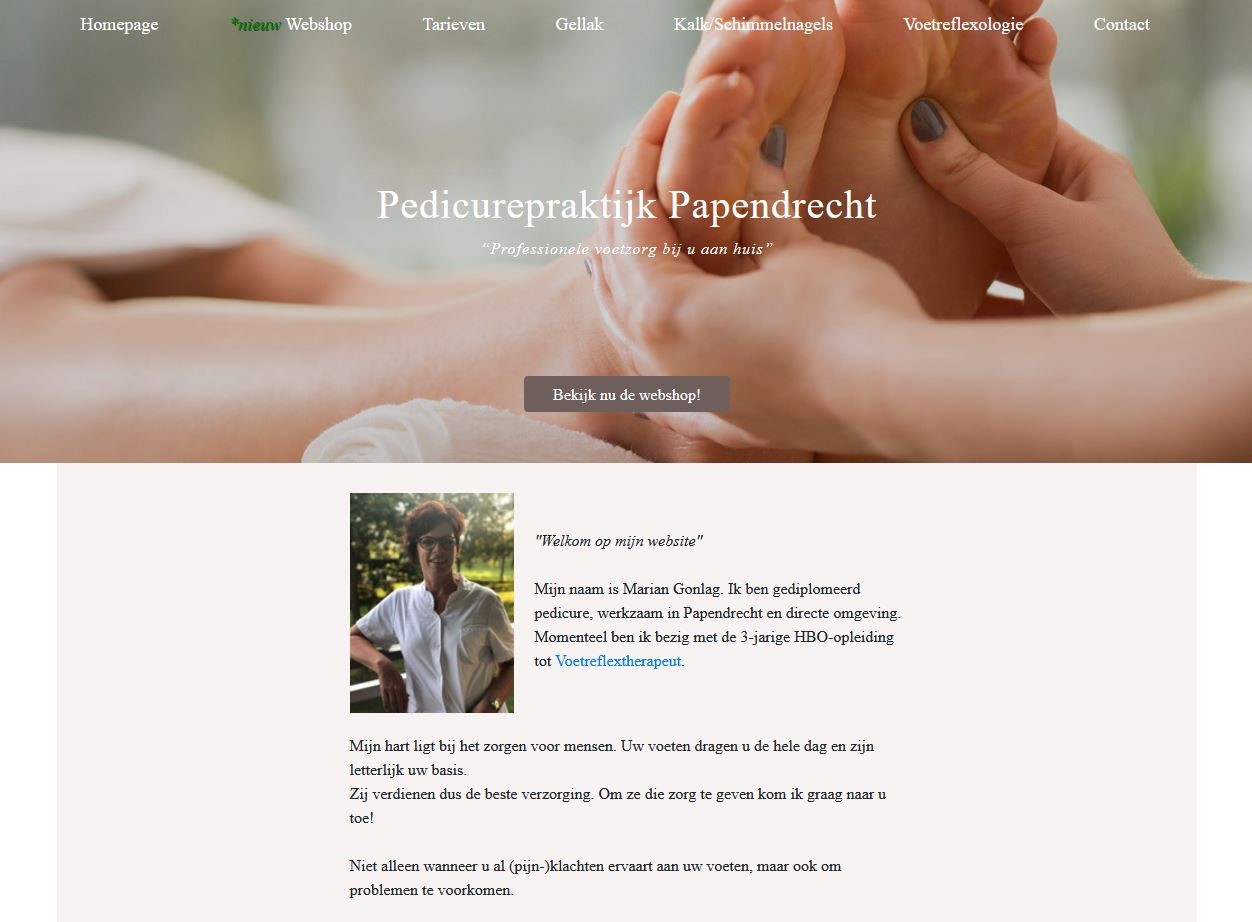 Homepage
*nieuw Webshop
Tarieven
Gellak
Kalk/Schimmelnagels
Voetreflexologie
Contact
Pedicurepraktijk Papendrecht
“Professionele voetzorg bij u aan huis”
Bekijk nu de webshop!
"Welkom op mijn website"
Mijn naam is Marian Gonlag. Ik ben gediplomeerd
pedicure, werkzaam in Papendrecht en directe omgeving.
Momenteel ben ik bezig met de 3-jarige HBO-opleiding
tot Voetreflextherapeut.
Mijn hart ligt bij het zorgen voor mensen. Uw voeten dragen u de hele dag en zijn
letterlijk uw basis.
Zij verdienen dus de beste verzorging. Om ze die zorg te geven kom ik graag naar u
toe!
Niet alleen wanneer u al (pijn-)klachten ervaart aan uw voeten, maar ook om
problemen te voorkomen.